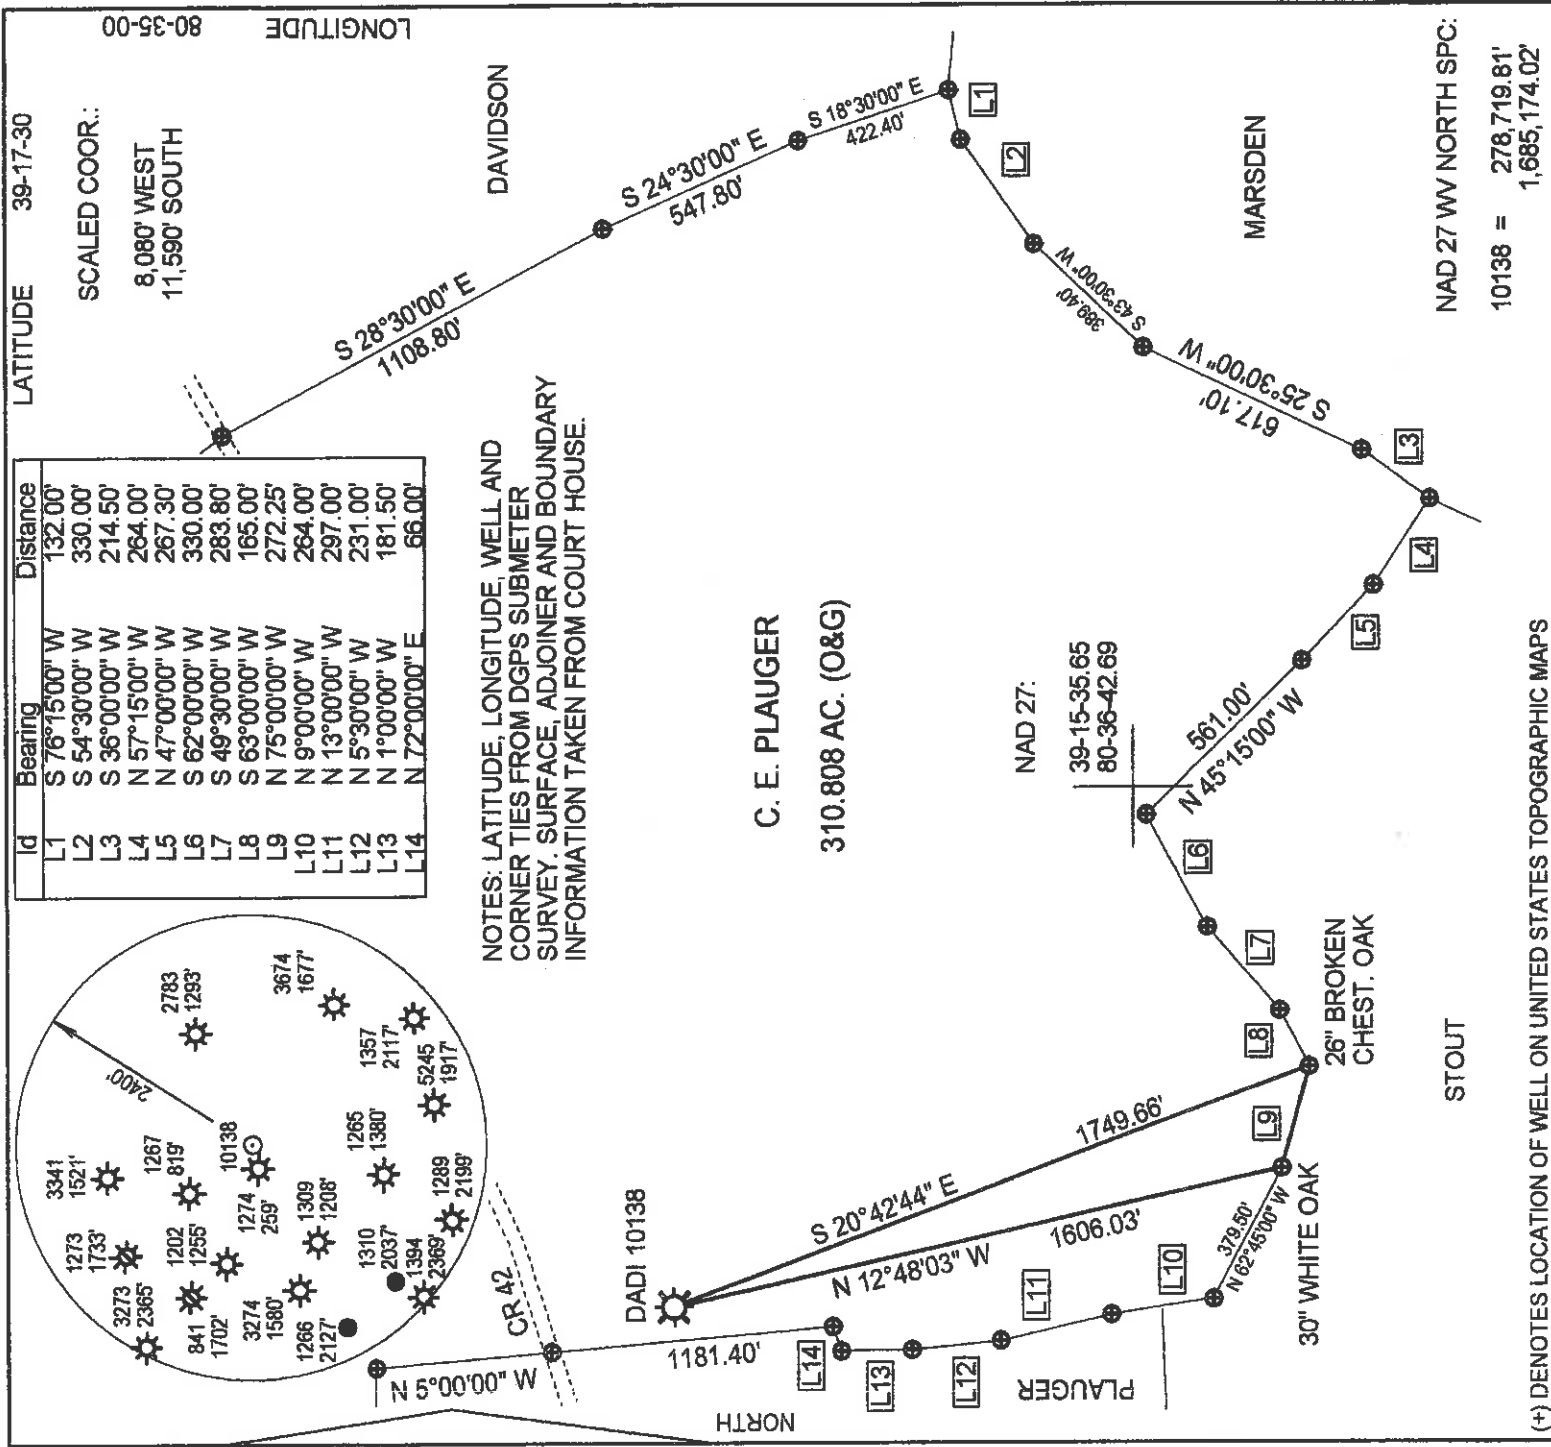 LATITUDE 39-17-30
LONGITUDE 80-35-00
SCALED COOR.:
8,080' WEST
11,590' SOUTH
Id Bearing Distance
L1 S 76°15'00" W 132.00'
L2 S 54°30'00" W 330.00'
L3 S 36°00'00" W 214.50'
L4 N 57°15'00" W 264.00'
L5 N 47°00'00" W 267.30'
L6 S 62°00'00" W 330.00'
L7 S 49°30'00" W 283.80'
L8 S 63°00'00" W 165.00'
L9 N 75°00'00" W 272.25'
L10 N 9°00'00" W 264.00'
L11 N 13°00'00" W 297.00'
L12 N 5°30'00" W 231.00'
L13 N 1°00'00" W 181.50'
L14 N 72°00'00" E 66.00'
2400'
3341
1521'
1273
1733'
3273
2365'
1267
819'
1202
1255'
841
1702'
10138
1274
259'
3274
1580'
1309
1208'
1266
2127'
1310
2037'
1265
1380'
1394
2369'
1289
2199'
5245
1917'
1357
2117'
3674
1677'
2783
1293'
NOTES: LATITUDE, LONGITUDE, WELL AND
CORNER TIES FROM DGPS SUBMETER
SURVEY. SURFACE, ADJOINER AND BOUNDARY
INFORMATION TAKEN FROM COURT HOUSE.
S 28°30'00" E
1108.80'
DAVIDSON
S 24°30'00" E
547.80'
S 18°30'00" E
422.40'
L1
L2
S 43°30'00" W
389.40'
MARSDEN
S 25°30'00" W
617.10'
L3
L4
L5
561.00'
N 45°15'00" W
C. E. PLAUGER
310.808 AC. (O&G)
NAD 27:
39-15-35.65
80-36-42.69
L6
L7
L8
26" BROKEN
CHEST. OAK
L9
30" WHITE OAK
379.50'
N 62°45'00" W
L10
L11
L12
L13
L14
CR 42
N 5°00'00" W
1181.40'
DADI 10138
S 20°42'44" E
1749.66'
N 12°48'03" W
1606.03'
NORTH
PLAUGER
STOUT
NAD 27 WV NORTH SPC:
10138 = 278,719.81'
1,685,174.02'
(+) DENOTES LOCATION OF WELL ON UNITED STATES TOPOGRAPHIC MAPS